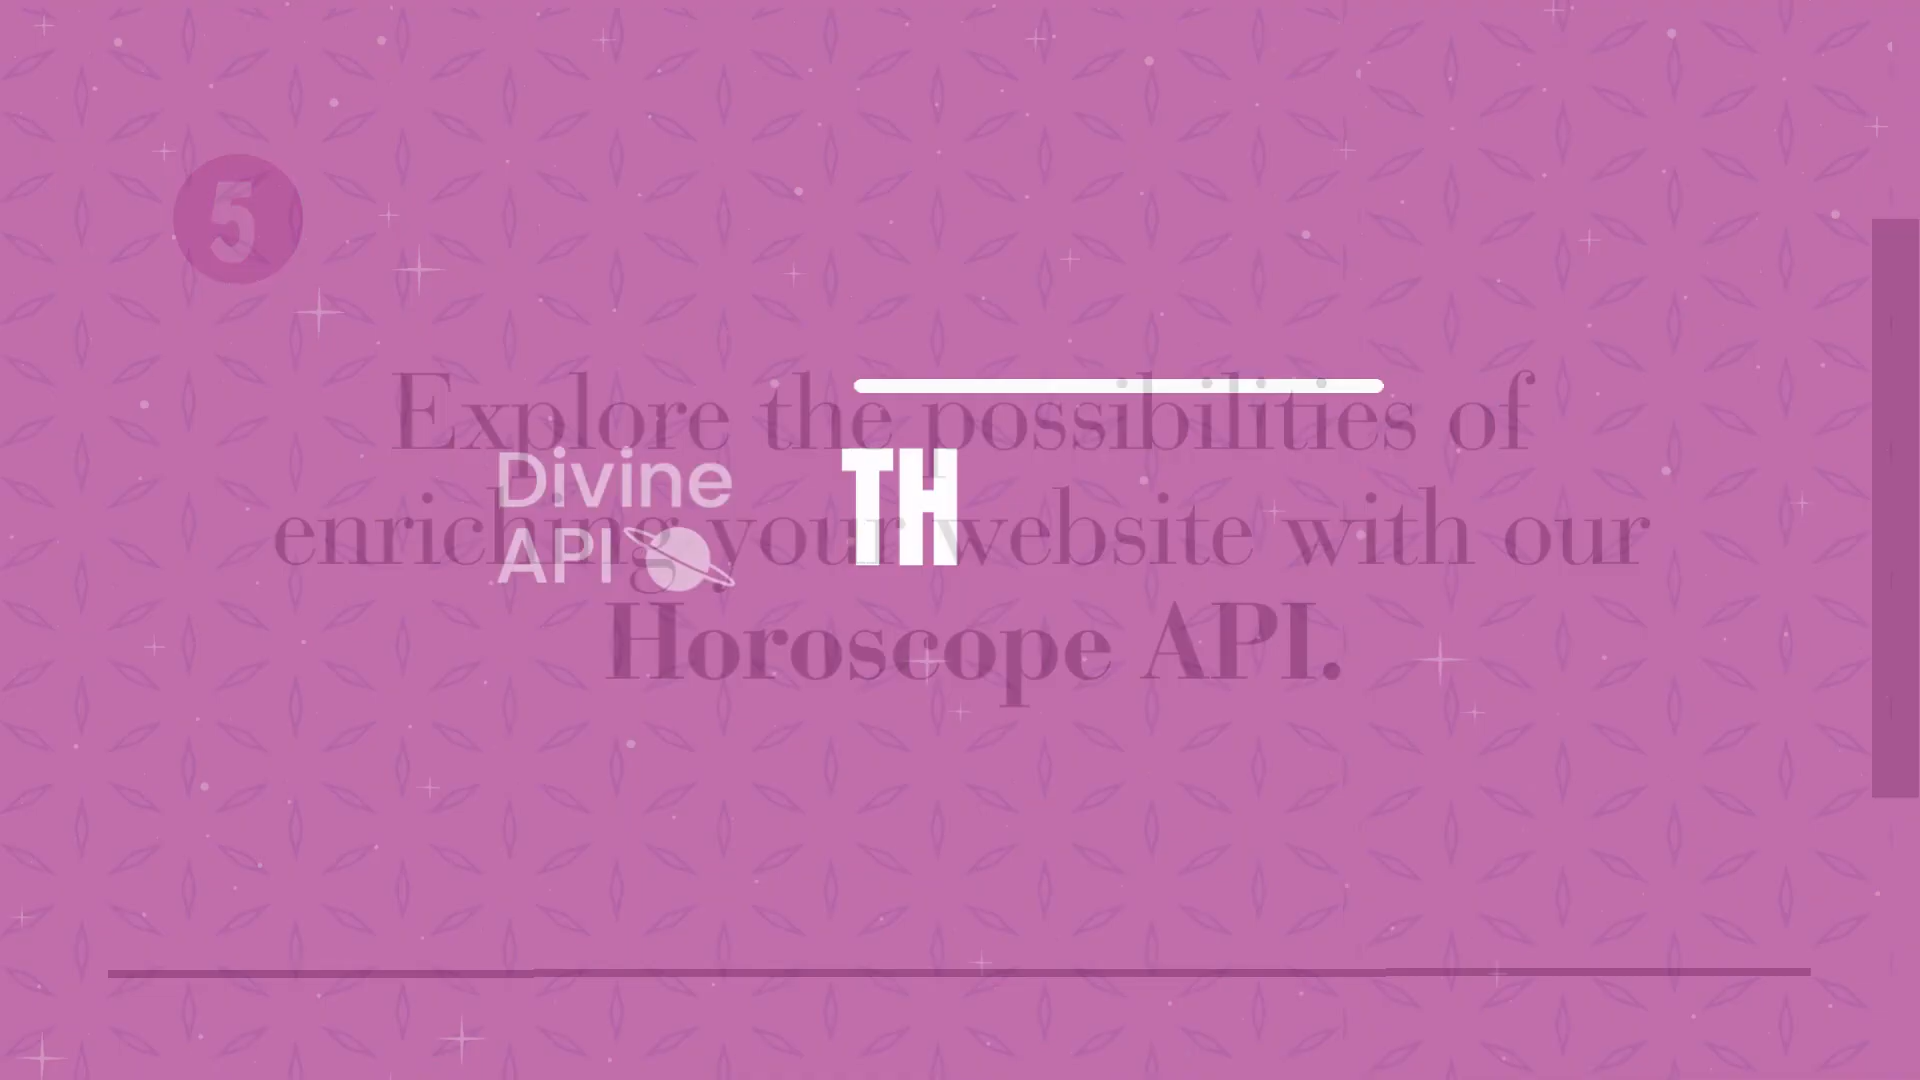 5
Explore the possibilities of
enriching your website with our
Horoscope API.
Divine
API
TH